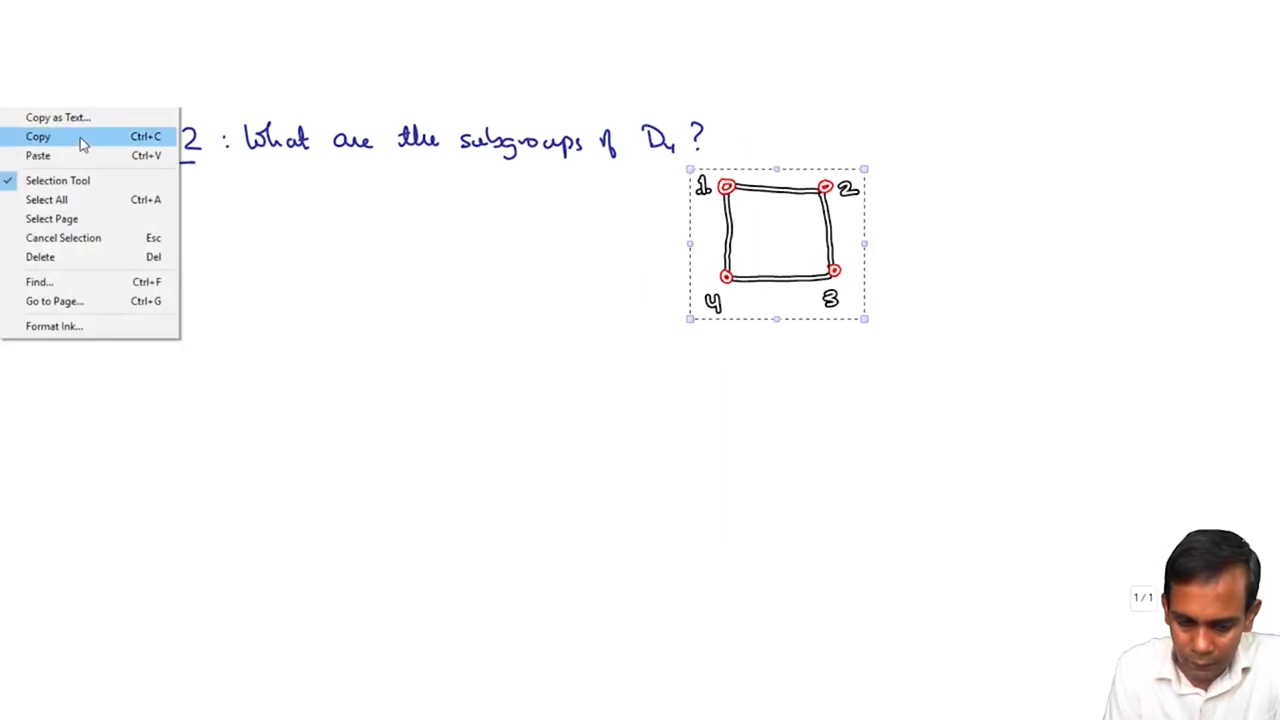 Copy as Text...
Copy Ctrl+C
Paste Ctrl+V
Selection Tool
Select All Ctrl+A
Select Page
Cancel Selection Esc
Delete Del
Find... Ctrl+F
Go to Page... Ctrl+G
Format Ink...
2 : What are the subgroups of D₄ ?
1 2
4 3
1 / 1